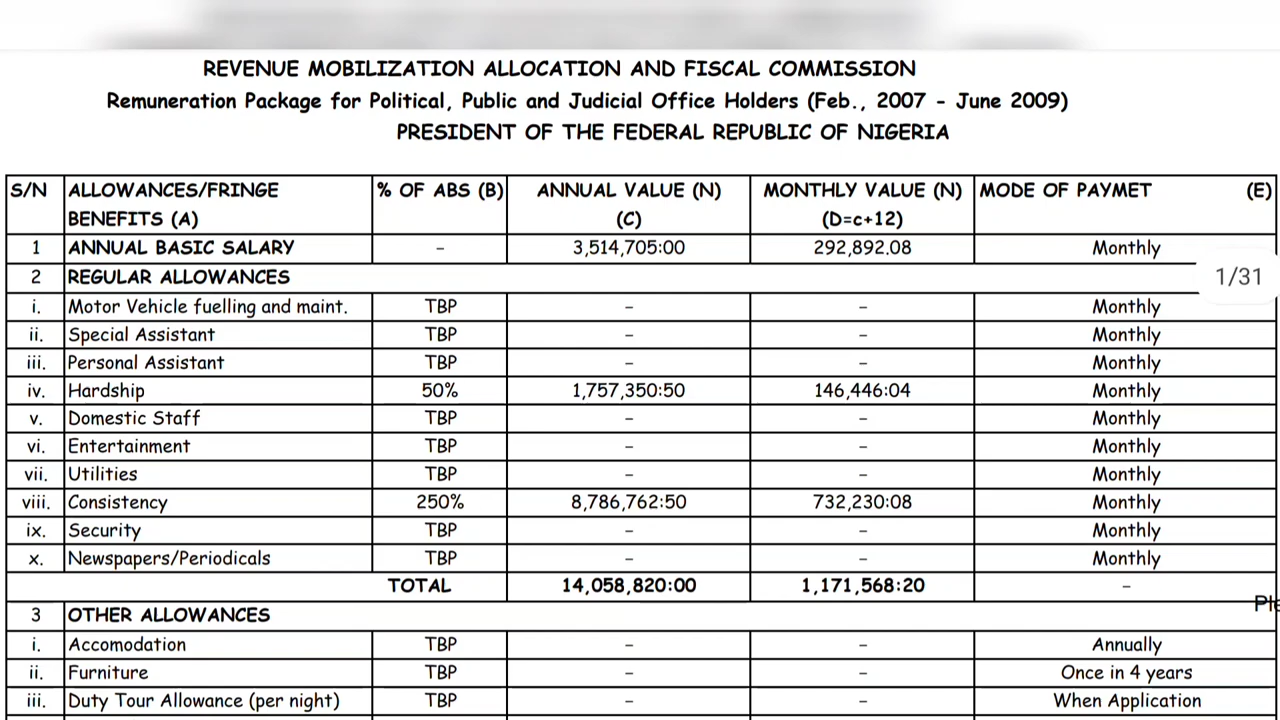 REVENUE MOBILIZATION ALLOCATION AND FISCAL COMMISSION
Remuneration Package for Political, Public and Judicial Office Holders (Feb., 2007 - June 2009)
PRESIDENT OF THE FEDERAL REPUBLIC OF NIGERIA
S/N ALLOWANCES/FRINGE BENEFITS (A) % OF ABS (B) ANNUAL VALUE (N) (C) MONTHLY VALUE (N) (D=c÷12) MODE OF PAYMET (E)
1 ANNUAL BASIC SALARY - 3,514,705:00 292,892.08 Monthly
2 REGULAR ALLOWANCES
1/31
i. Motor Vehicle fuelling and maint. TBP - - Monthly
ii. Special Assistant TBP - - Monthly
iii. Personal Assistant TBP - - Monthly
iv. Hardship 50% 1,757,350:50 146,446:04 Monthly
v. Domestic Staff TBP - - Monthly
vi. Entertainment TBP - - Monthly
vii. Utilities TBP - - Monthly
viii. Consistency 250% 8,786,762:50 732,230:08 Monthly
ix. Security TBP - - Monthly
x. Newspapers/Periodicals TBP - - Monthly
TOTAL 14,058,820:00 1,171,568:20 -
3 OTHER ALLOWANCES
i. Accomodation TBP - - Annually
ii. Furniture TBP - - Once in 4 years
iii. Duty Tour Allowance (per night) TBP - - When Application